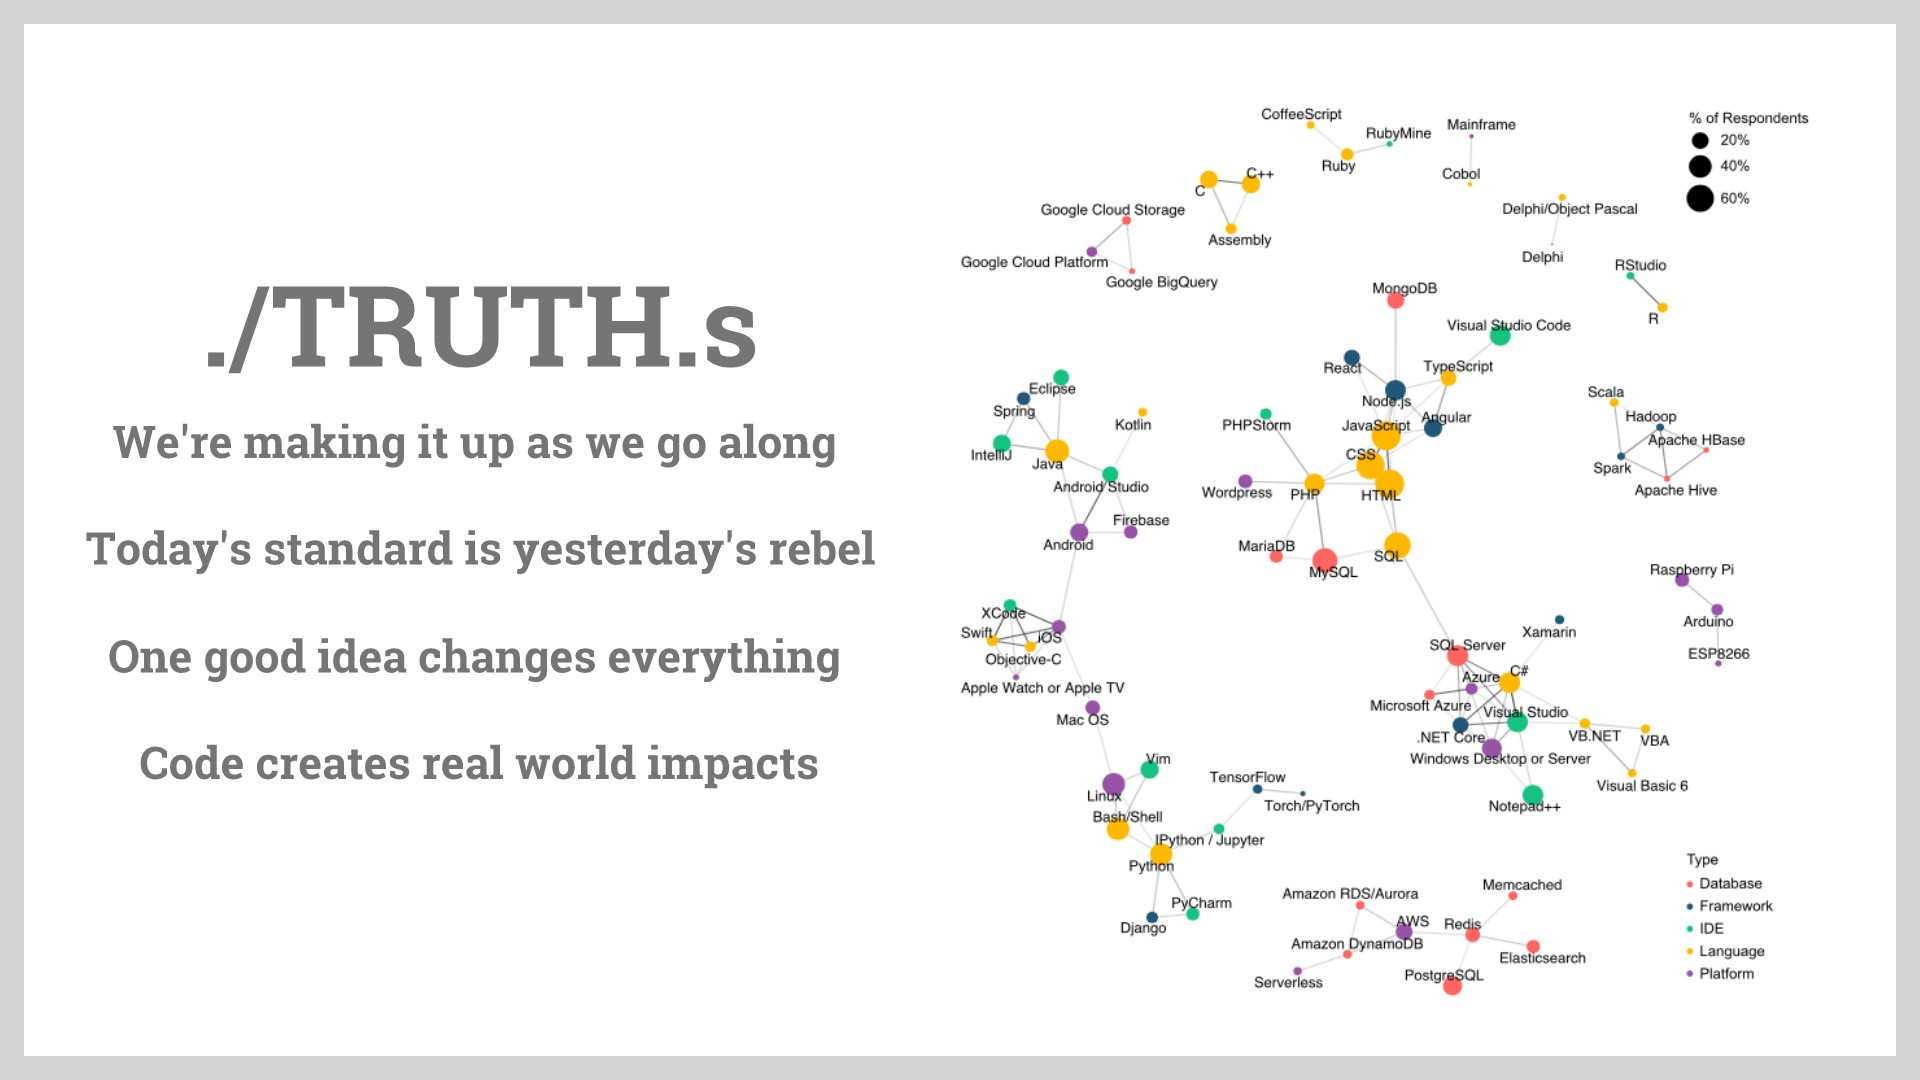 ./TRUTH.s
We're making it up as we go along
Today's standard is yesterday's rebel
One good idea changes everything
Code creates real world impacts
CoffeeScript
RubyMine
Ruby
Mainframe
Cobol
% of Respondents
20%
40%
60%
C
C++
Assembly
Google Cloud Storage
Google Cloud Platform
Google BigQuery
Delphi/Object Pascal
Delphi
RStudio
R
MongoDB
Visual Studio Code
React
TypeScript
Node.js
Angular
JavaScript
PHPStorm
CSS
Wordpress
PHP
HTML
MariaDB
MySQL
SQL
Eclipse
Spring
Kotlin
IntelliJ
Java
Android Studio
Firebase
Android
Scala
Hadoop
Apache HBase
Spark
Apache Hive
XCode
Swift
iOS
Objective-C
Apple Watch or Apple TV
Mac OS
Raspberry Pi
Arduino
ESP8266
Xamarin
SQL Server
C#
Azure
Microsoft Azure
Visual Studio
.NET Core
VB.NET
VBA
Windows Desktop or Server
Visual Basic 6
Notepad++
Vim
Linux
Bash/Shell
TensorFlow
Torch/PyTorch
IPython / Jupyter
Python
PyCharm
Django
Amazon RDS/Aurora
Memcached
AWS
Redis
Amazon DynamoDB
Elasticsearch
Serverless
PostgreSQL
Type
Database
Framework
IDE
Language
Platform